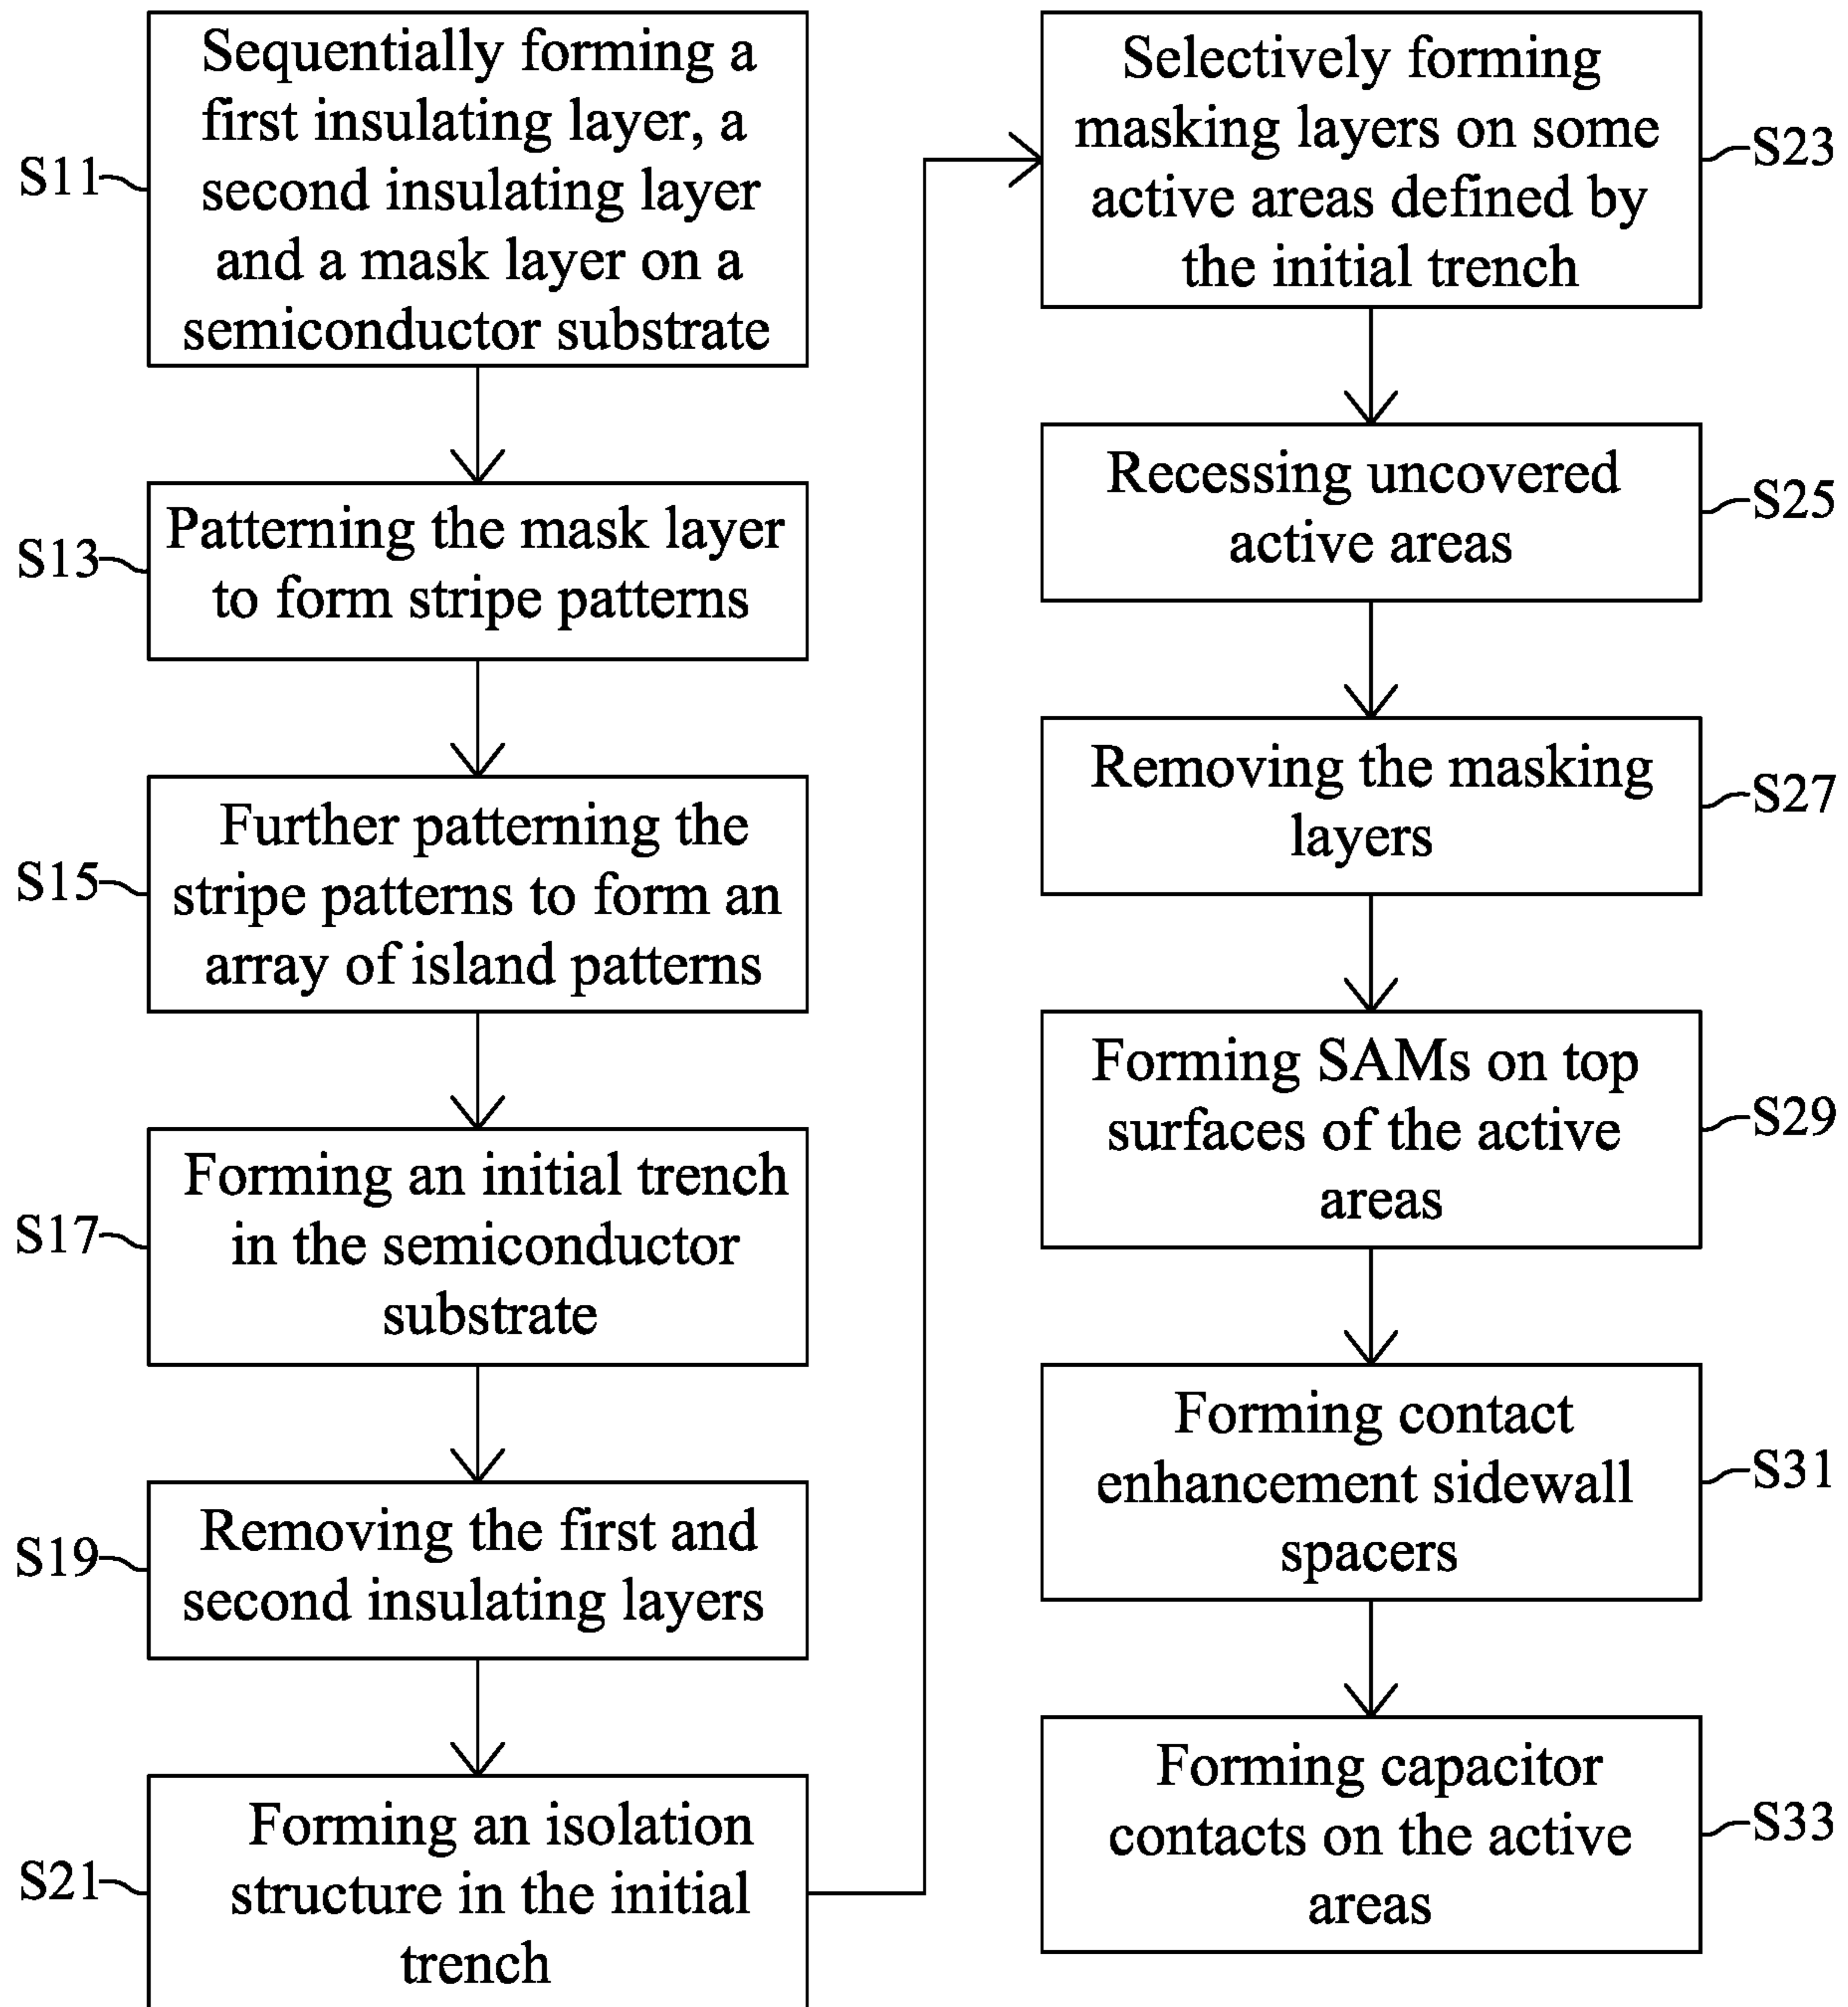 S11
Sequentially forming a
first insulating layer, a
second insulating layer
and a mask layer on a
semiconductor substrate
S13
Patterning the mask layer
to form stripe patterns
S15
Further patterning the
stripe patterns to form an
array of island patterns
S17
Forming an initial trench
in the semiconductor
substrate
S19
Removing the first and
second insulating layers
S21
Forming an isolation
structure in the initial
trench
Selectively forming
masking layers on some
active areas defined by
the initial trench
S23
Recessing uncovered
active areas
S25
Removing the masking
layers
S27
Forming SAMs on top
surfaces of the active
areas
S29
Forming contact
enhancement sidewall
spacers
S31
Forming capacitor
contacts on the active
areas
S33